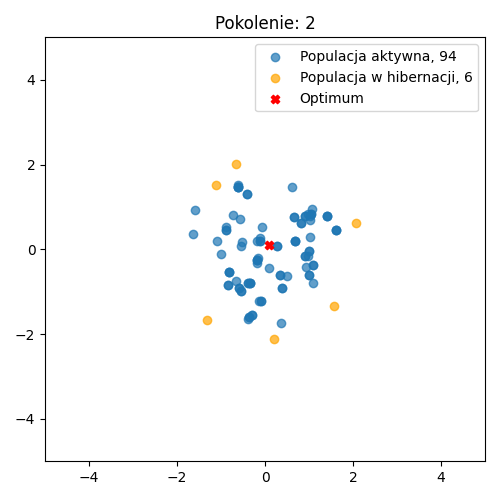 Pokolenie: 2
Populacja aktywna, 94
Populacja w hibernacji, 6
Optimum
4
2
0
−2
−4
−4 −2 0 2 4